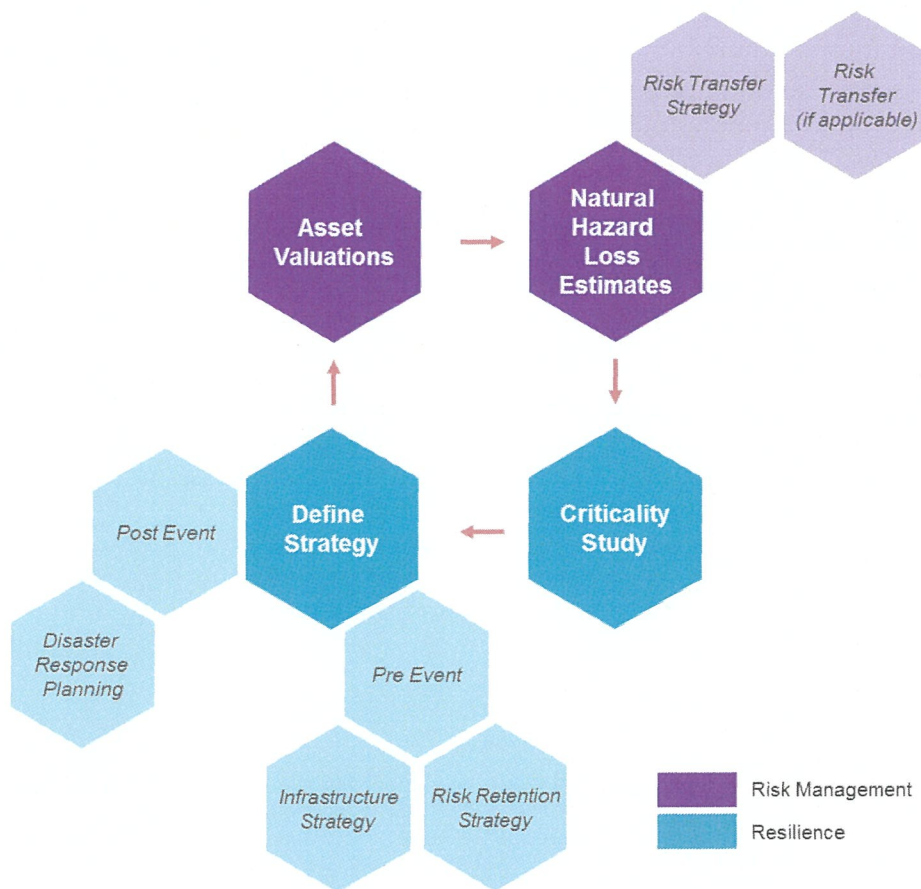 Risk Transfer
Strategy
Risk
Transfer
(if applicable)
Asset
Valuations
Natural
Hazard
Loss
Estimates
Post Event
Define
Strategy
Criticality
Study
Disaster
Response
Planning
Pre Event
Infrastructure
Strategy
Risk Retention
Strategy
Risk Management
Resilience